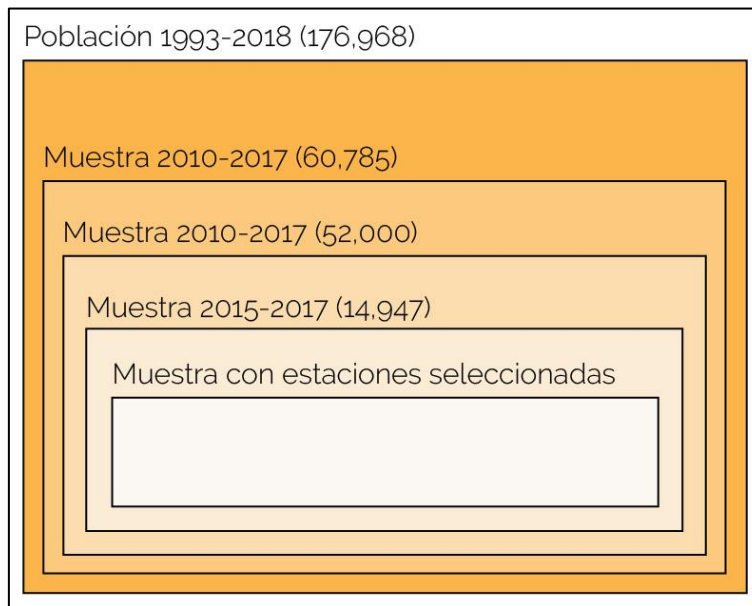 Población 1993-2018 (176,968)
Muestra 2010-2017 (60,785)
Muestra 2010-2017 (52,000)
Muestra 2015-2017 (14,947)
Muestra con estaciones seleccionadas